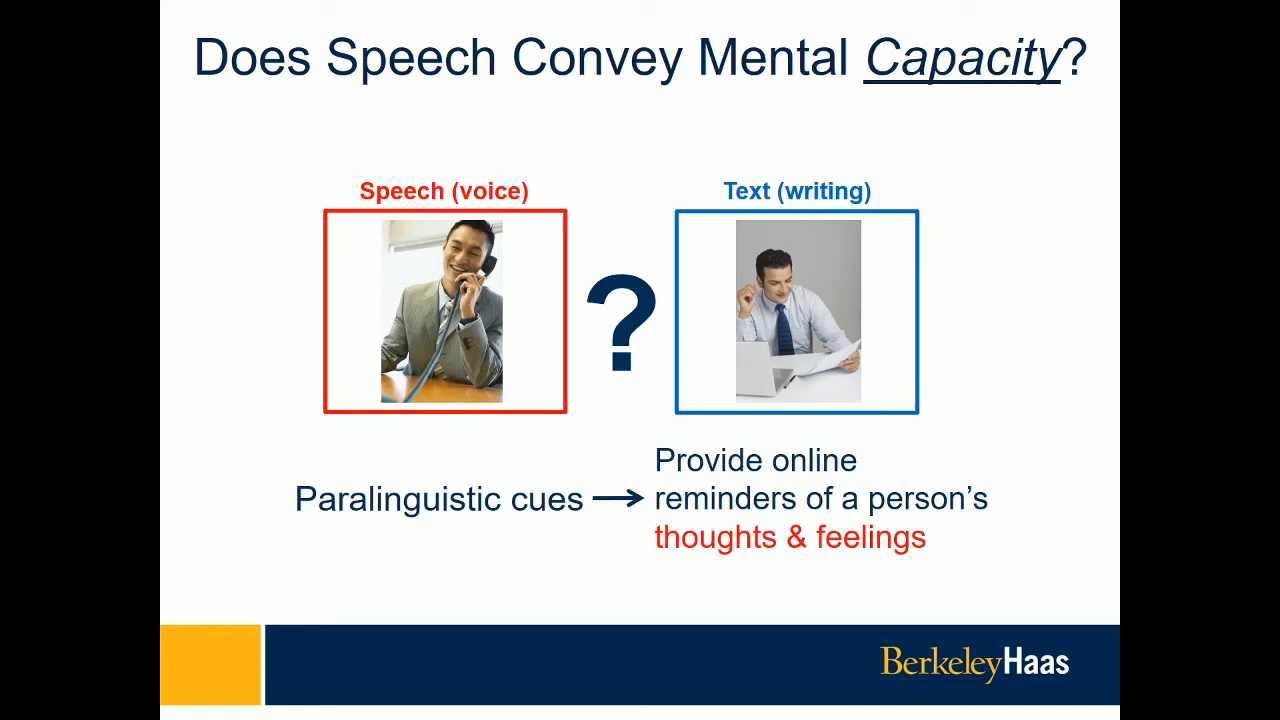 Does Speech Convey Mental Capacity?
Speech (voice)
Text (writing)
?
Paralinguistic cues → Provide online
reminders of a person's
thoughts & feelings
BerkeleyHaas